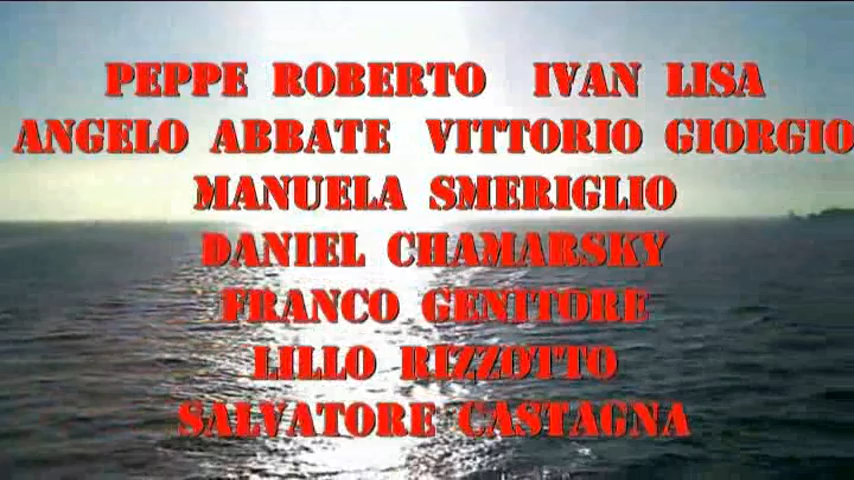 PEPPE ROBERTO IVAN LISA
ANGELO ABBATE VITTORIO GIORGIO
MANUELA SMERIGLIO
DANIEL CHAMARSKY
FRANCO GENITORE
LILLO RIZZOTTO
SALVATORE CASTAGNA